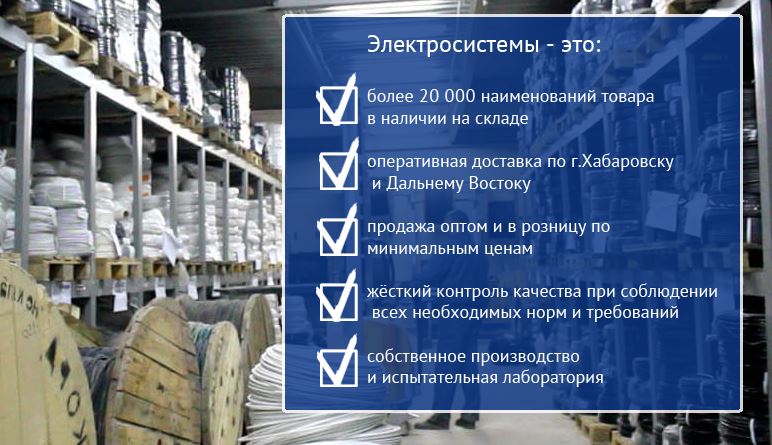 Электросистемы - это:
более 20 000 наименований товара
в наличии на складе
оперативная доставка по г.Хабаровску
и Дальнему Востоку
продажа оптом и в розницу по
минимальным ценам
жёсткий контроль качества при соблюдении
всех необходимых норм и требований
собственное производство
и испытательная лаборатория